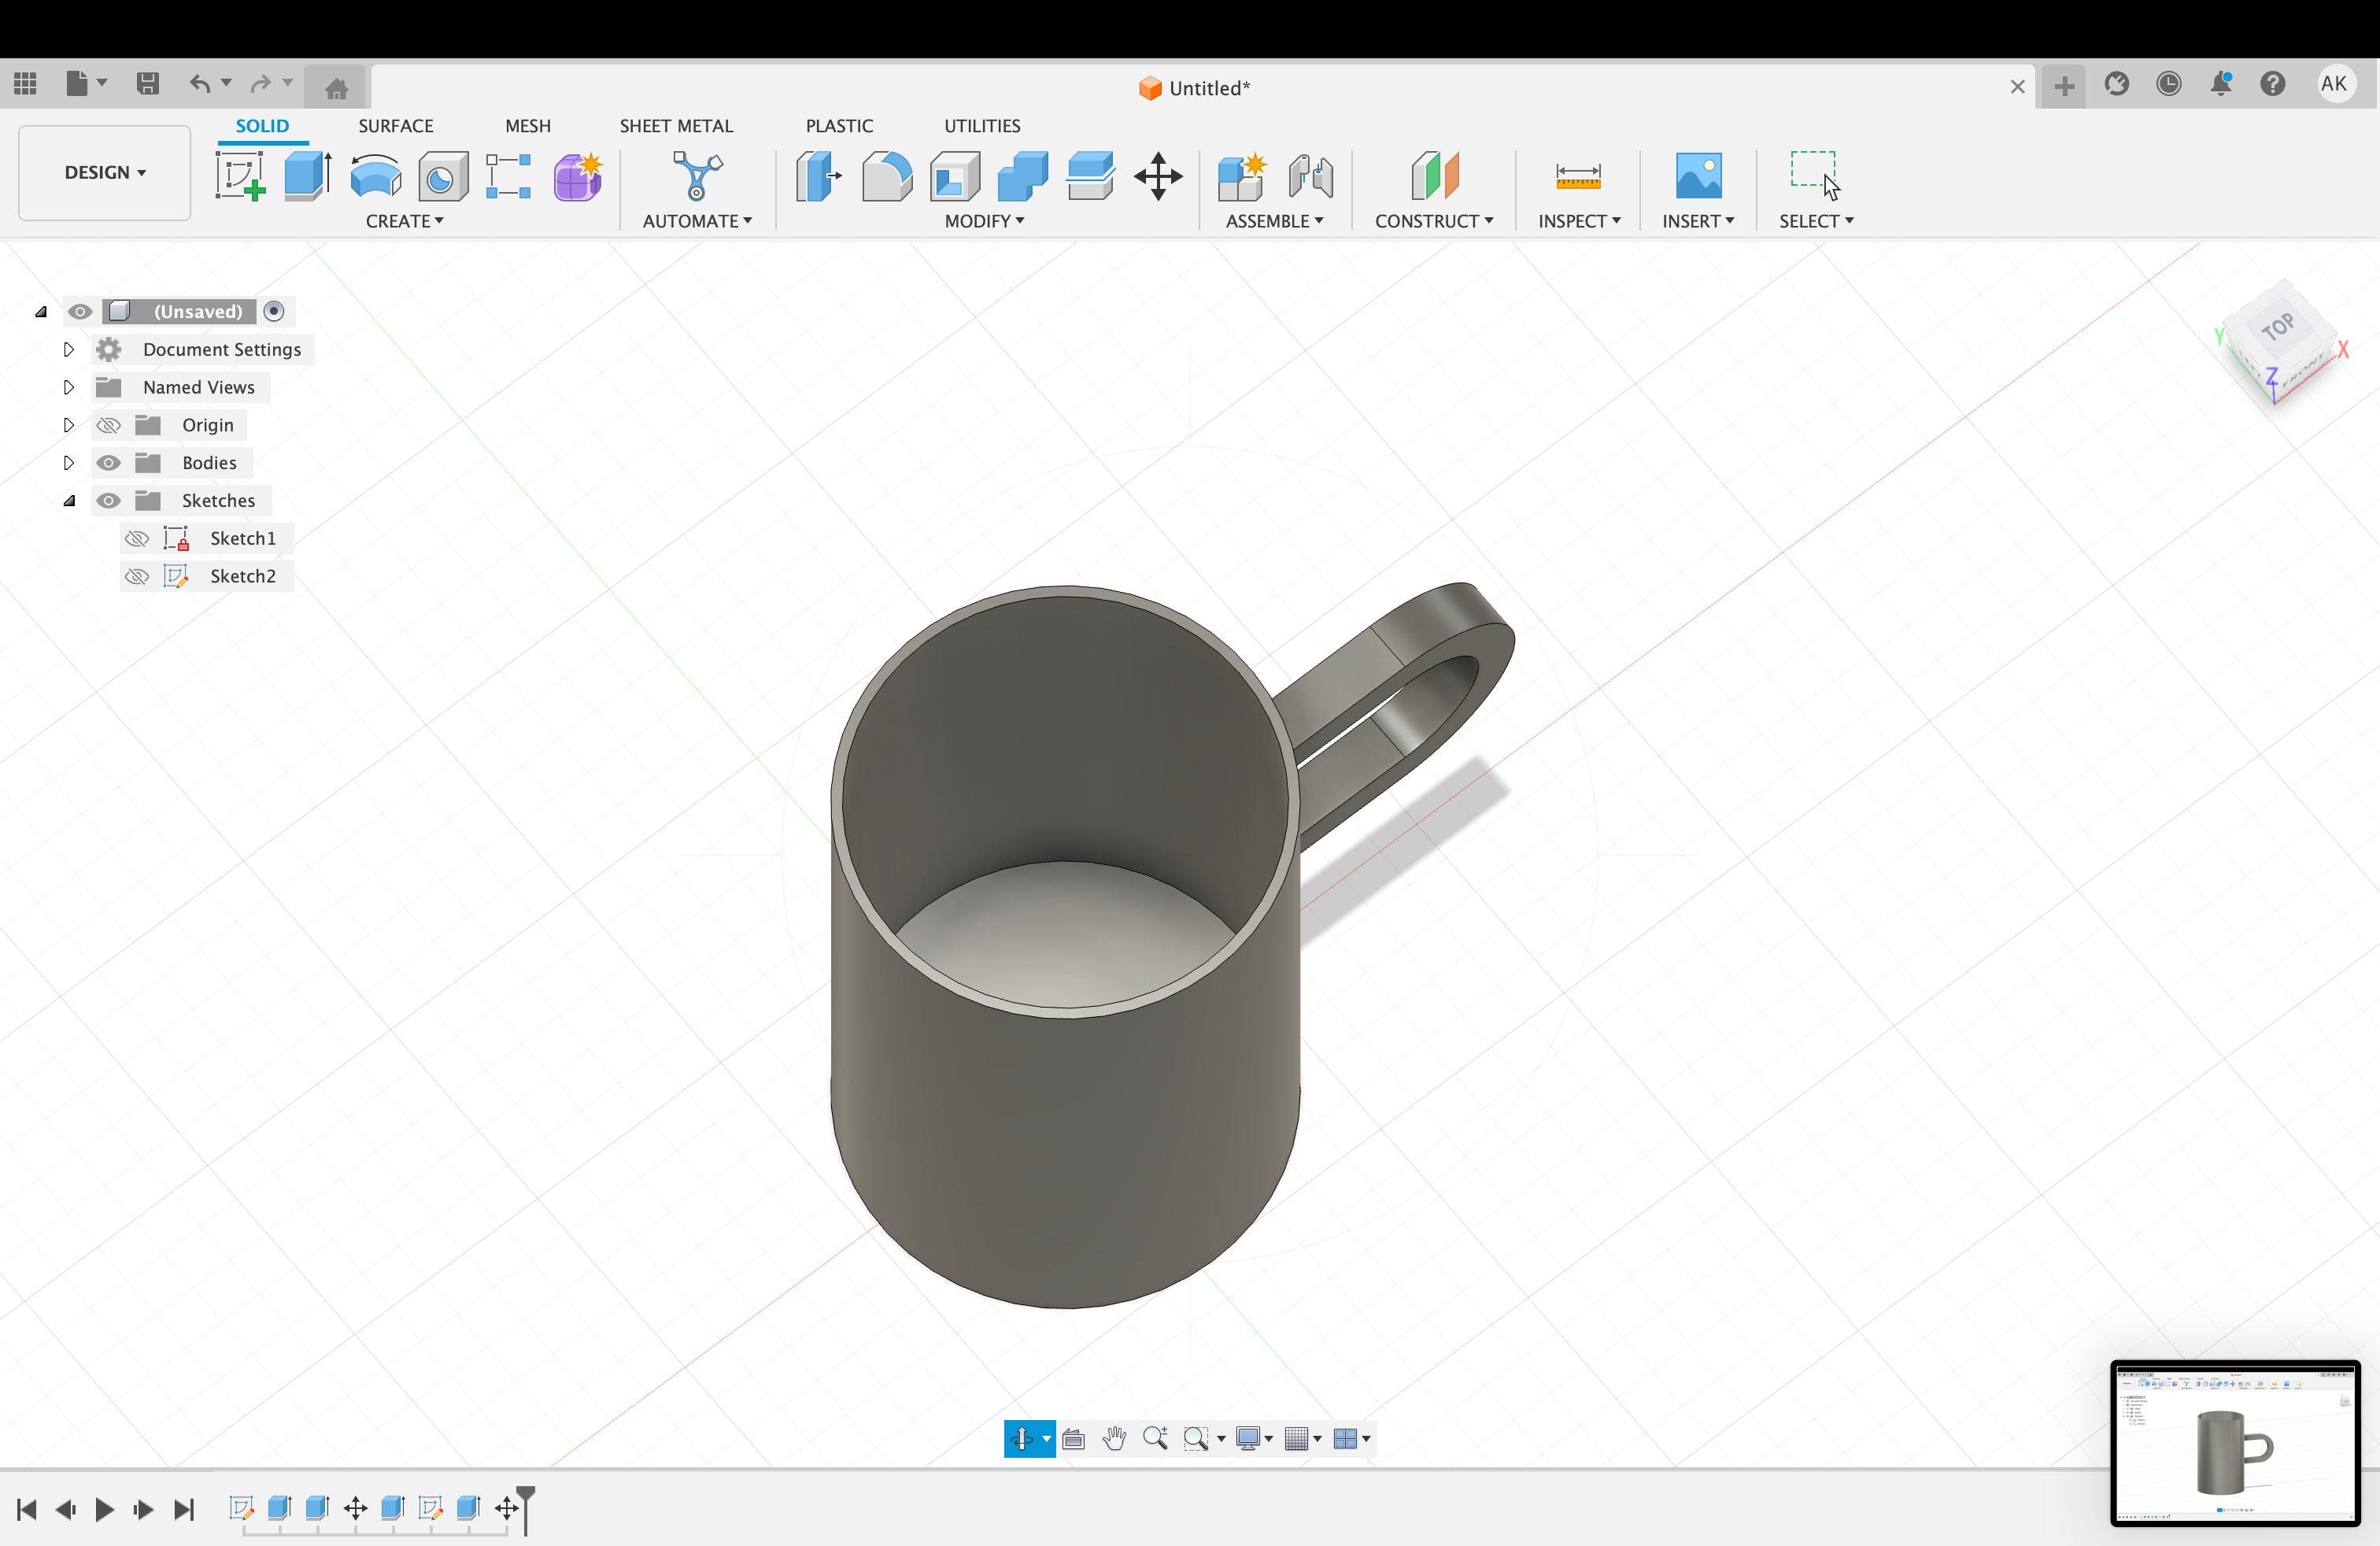 Untitled*
AK
DESIGN
SOLID SURFACE MESH SHEET METAL PLASTIC UTILITIES
CREATE AUTOMATE MODIFY ASSEMBLE CONSTRUCT INSPECT INSERT SELECT
(Unsaved)
Document Settings
Named Views
Origin
Bodies
Sketches
Sketch1
Sketch2
TOP
FRONT
Y
X
Z